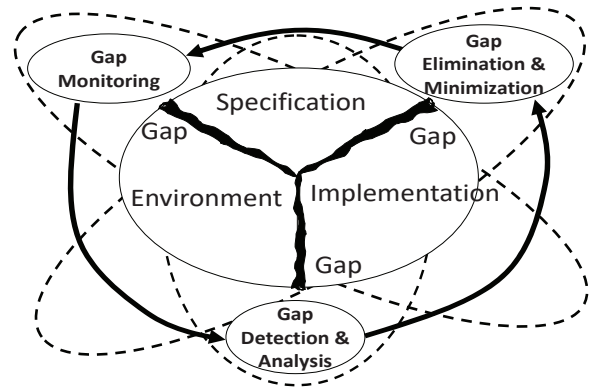 Gap
Monitoring
Gap
Elimination &
Minimization
Specification
Gap
Gap
Environment
Implementation
Gap
Gap
Detection &
Analysis